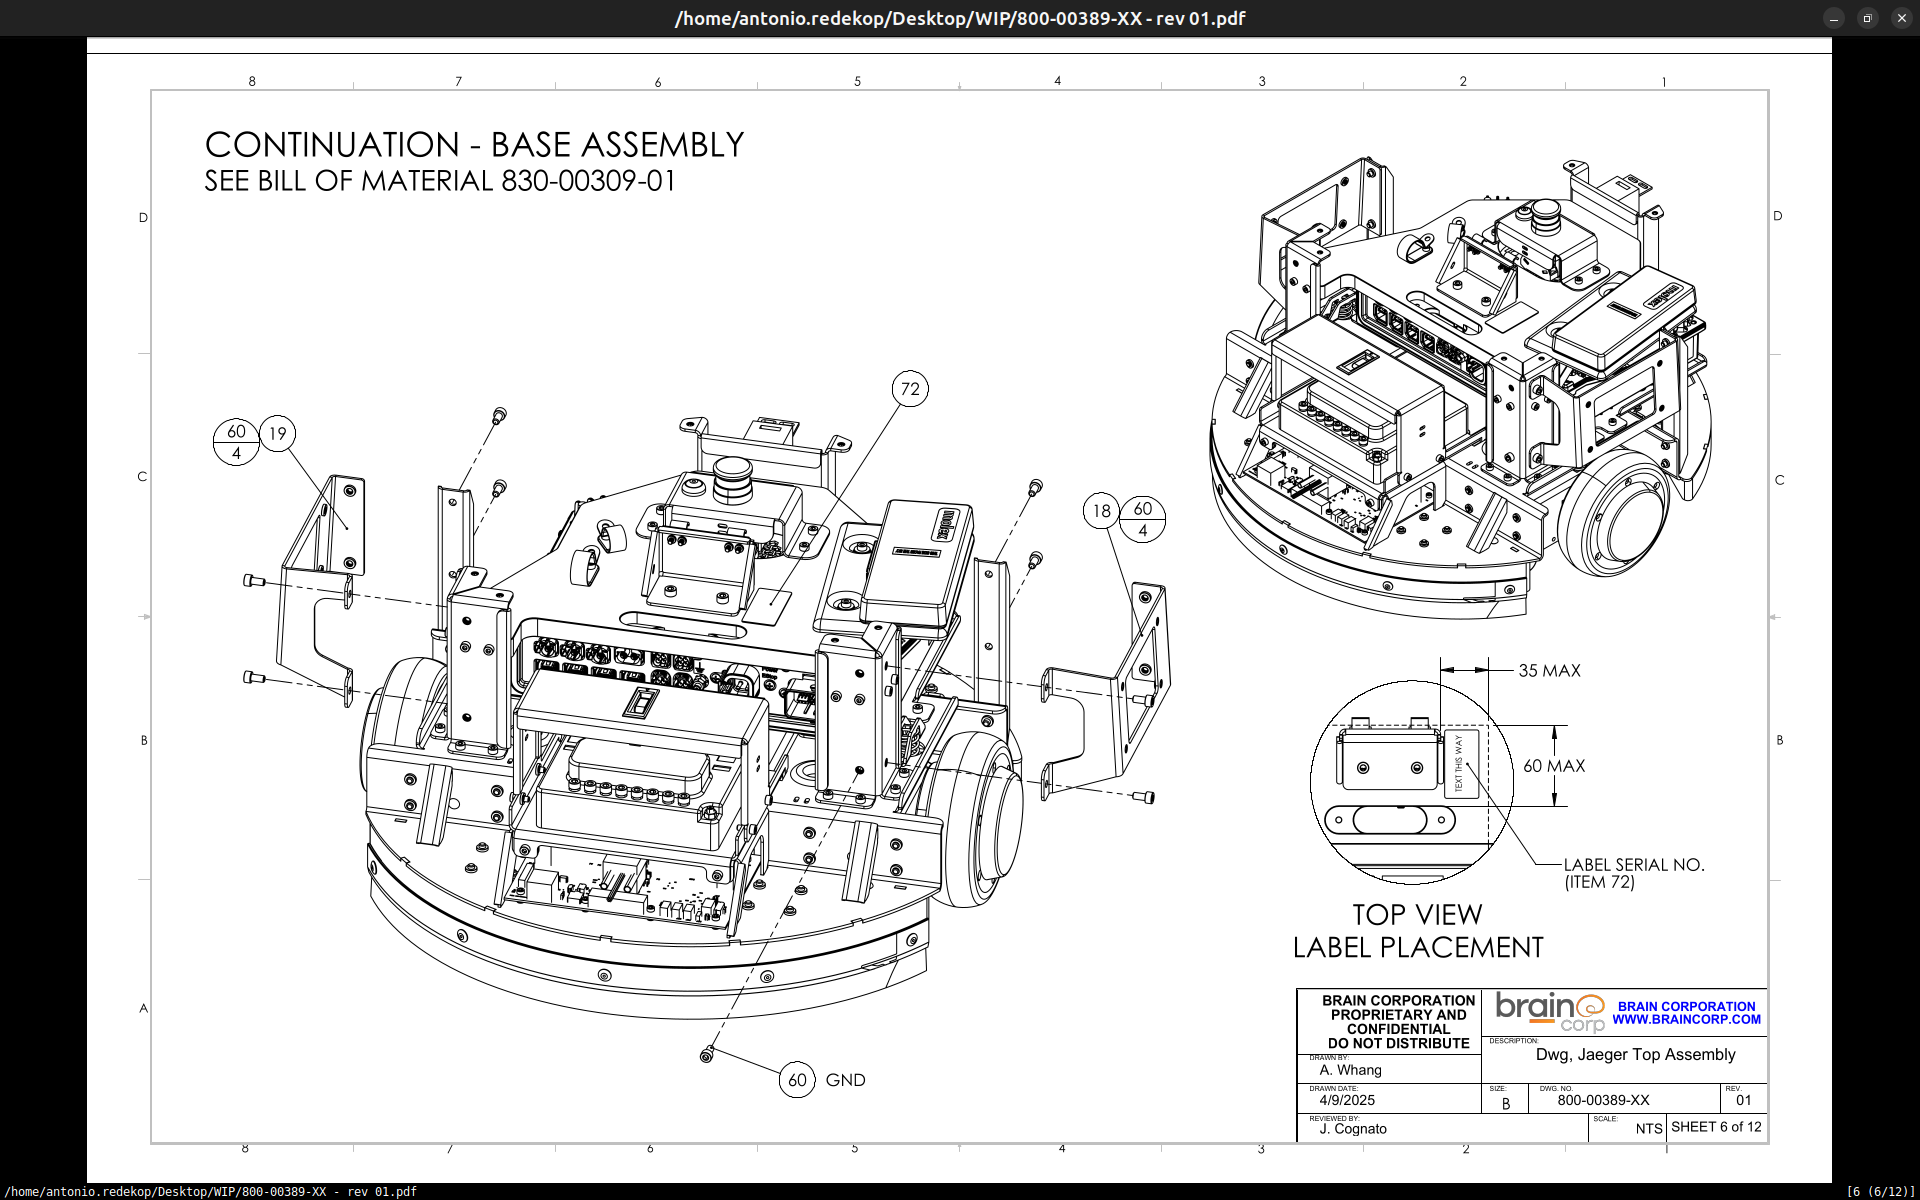 /home/antonio.redekop/Desktop/WIP/800-00389-XX - rev 01.pdf
8 7 6 5 4 3 2 1
CONTINUATION - BASE ASSEMBLY
SEE BILL OF MATERIAL 830-00309-01
D
D
72
60
4
19
C
C
18
60
4
molex
35 MAX
B
B
60 MAX
TEXT THIS WAY
LABEL SERIAL NO.
(ITEM 72)
TOP VIEW
LABEL PLACEMENT
A
60 GND
BRAIN CORPORATION
PROPRIETARY AND
CONFIDENTIAL
DO NOT DISTRIBUTE
brain
corp
BRAIN CORPORATION
WWW.BRAINCORP.COM
DESCRIPTION:
Dwg, Jaeger Top Assembly
DRAWN BY:
A. Whang
DRAWN DATE:
4/9/2025
SIZE:
B
DWG. NO.
800-00389-XX
REV.
01
REVIEWED BY:
J. Cognato
SCALE:
NTS
SHEET 6 of 12
8 7 6 5 4 3 2 1
/home/antonio.redekop/Desktop/WIP/800-00389-XX - rev 01.pdf
[6 (6/12)]